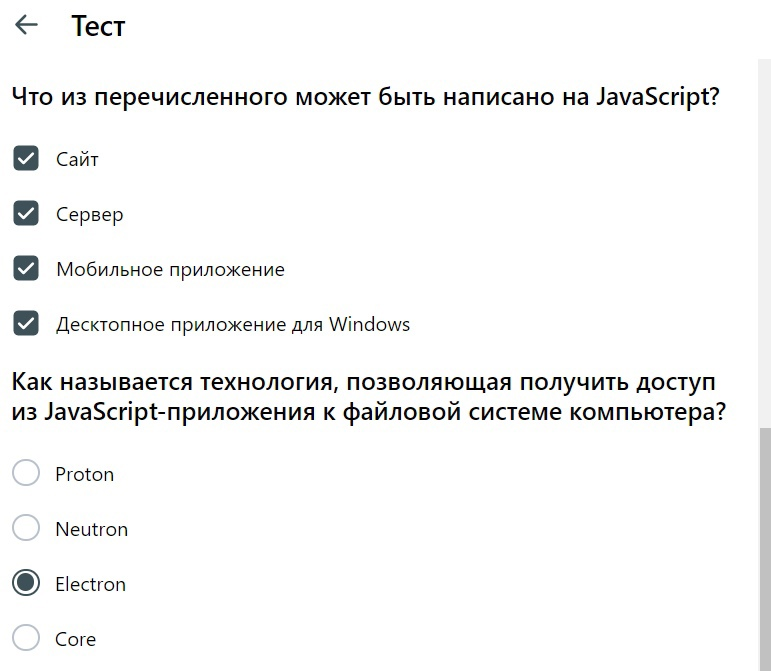 Тест
Что из перечисленного может быть написано на JavaScript?
Сайт
Сервер
Мобильное приложение
Десктопное приложение для Windows
Как называется технология, позволяющая получить доступ
из JavaScript-приложения к файловой системе компьютера?
Proton
Neutron
Electron
Core